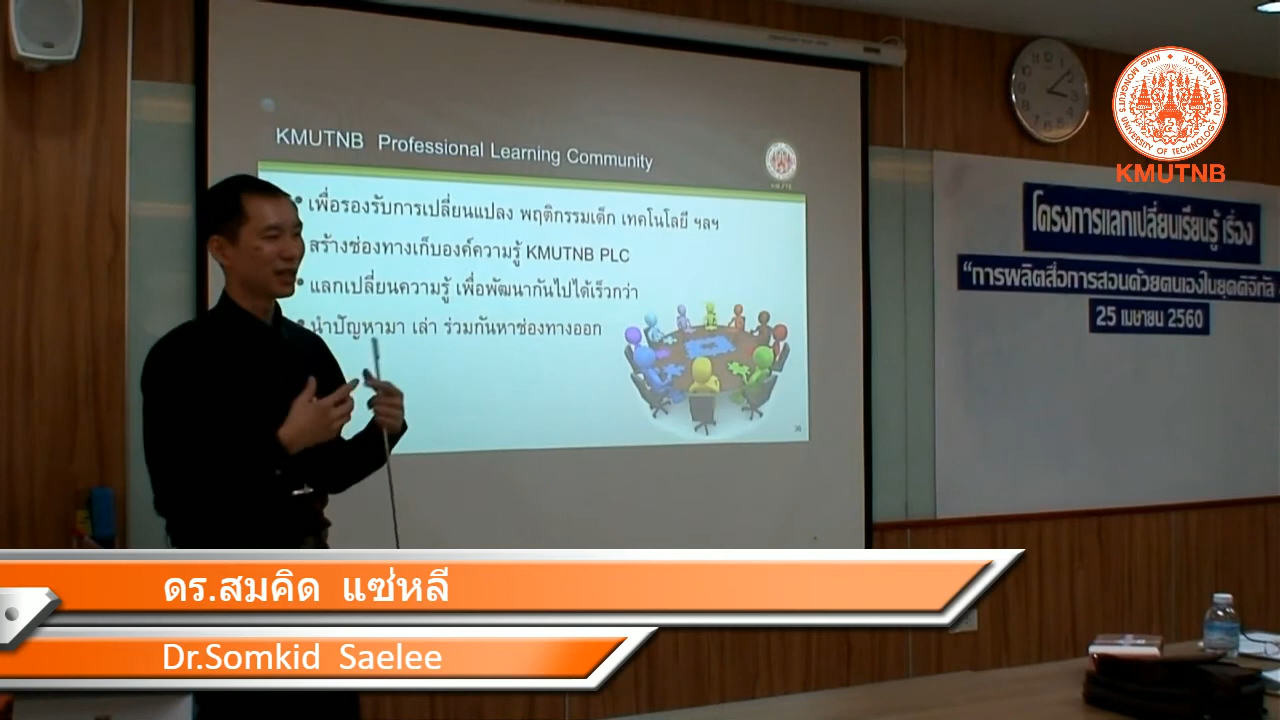 KMUTNB Professional Learning Community
• เพื่อรองรับการเปลี่ยนแปลง พฤติกรรมเด็ก เทคโนโลยี ฯลฯ
• สร้างช่องทางเก็บองค์ความรู้ KMUTNB PLC
• แลกเปลี่ยนความรู้ เพื่อพัฒนากันไปได้เร็วกว่า
• นำปัญหามา เล่า ร่วมกันหาช่องทางออก
36
KING MONGKUT'S UNIVERSITY OF TECHNOLOGY NORTH BANGKOK
KMUTNB
โครงการแลกเปลี่ยนเรียนรู้ เรื่อง
“การผลิตสื่อการสอนด้วยตนเองในยุคดิจิทัล
25 เมษายน 2560
ดร.สมคิด แซ่หลี
Dr.Somkid Saelee